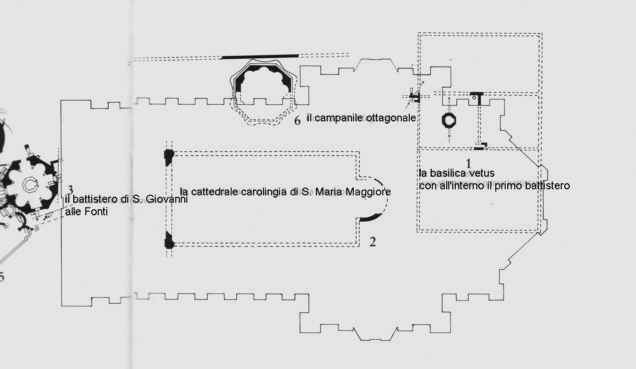 6 il campanile ottagonale
1
la basilica vetus
con all'interno il primo battistero
3
il battistero di S. Giovanni
alle Fonti
la cattedrale carolingia di S. Maria Maggiore
2
5